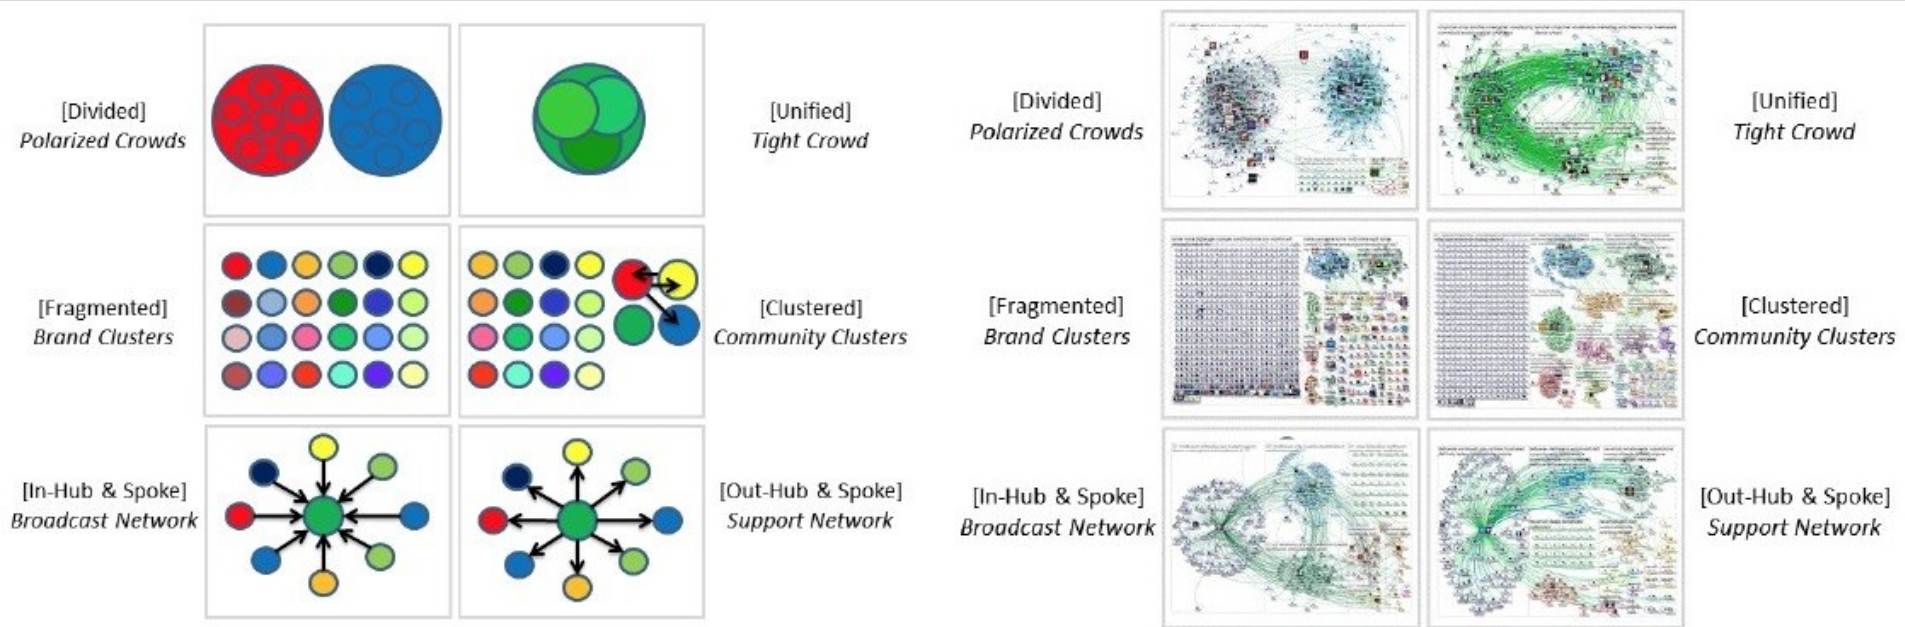 [Divided]
Polarized Crowds
[Unified]
Tight Crowd
[Fragmented]
Brand Clusters
[Clustered]
Community Clusters
[In-Hub & Spoke]
Broadcast Network
[Out-Hub & Spoke]
Support Network
[Divided]
Polarized Crowds
[Unified]
Tight Crowd
[Fragmented]
Brand Clusters
[Clustered]
Community Clusters
[In-Hub & Spoke]
Broadcast Network
[Out-Hub & Spoke]
Support Network